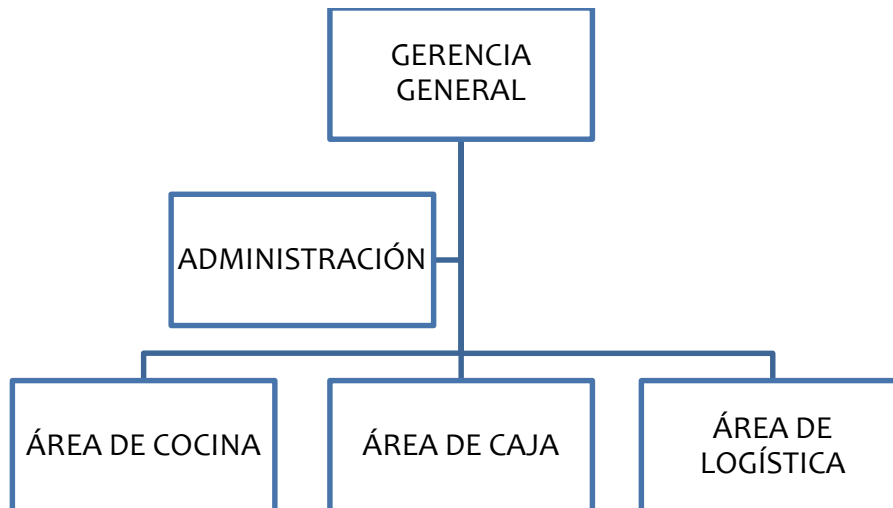 GERENCIA
GENERAL
ADMINISTRACIÓN
ÁREA DE COCINA
ÁREA DE CAJA
ÁREA DE
LOGÍSTICA